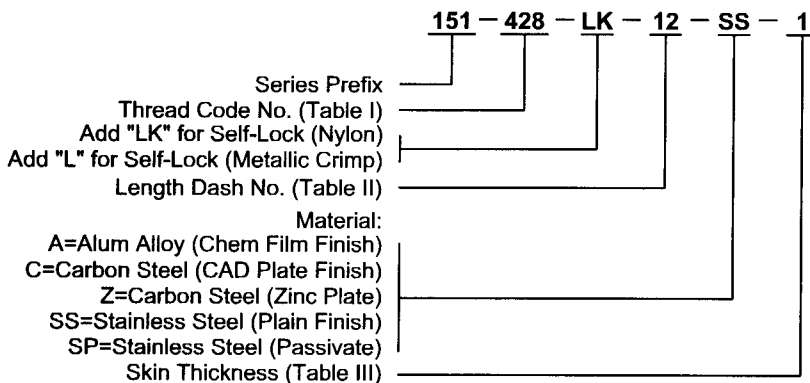 151 – 428 – LK – 12 – SS – 1
Series Prefix
Thread Code No. (Table I)
Add "LK" for Self-Lock (Nylon)
Add "L" for Self-Lock (Metallic Crimp)
Length Dash No. (Table II)
Material:
A=Alum Alloy (Chem Film Finish)
C=Carbon Steel (CAD Plate Finish)
Z=Carbon Steel (Zinc Plate)
SS=Stainless Steel (Plain Finish)
SP=Stainless Steel (Passivate)
Skin Thickness (Table III)